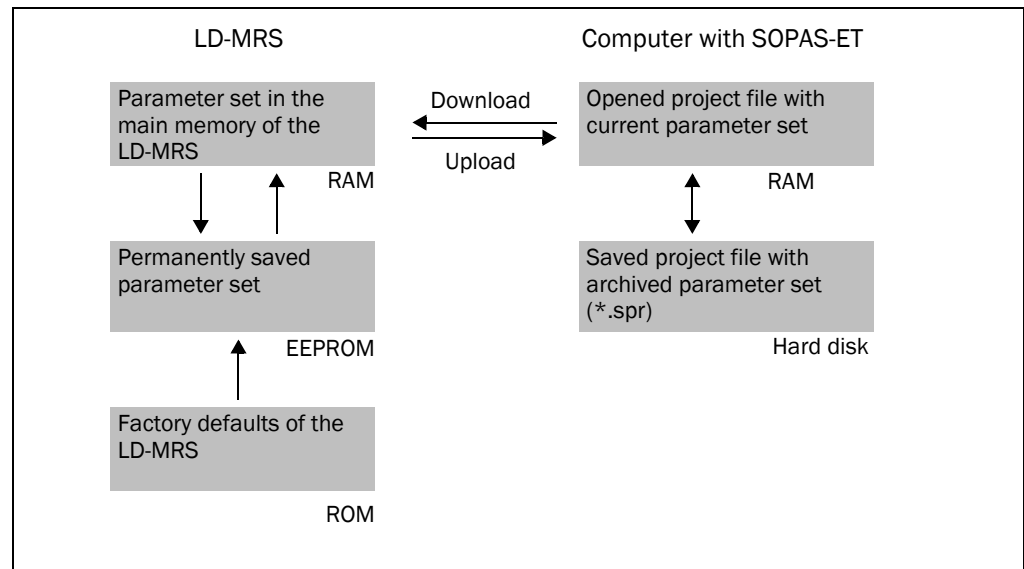 LD-MRS
Computer with SOPAS-ET
Parameter set in the
main memory of the
LD-MRS
RAM
Download
Upload
Opened project file with
current parameter set
RAM
Permanently saved
parameter set
EEPROM
Saved project file with
archived parameter set
(*.spr)
Hard disk
Factory defaults of the
LD-MRS
ROM